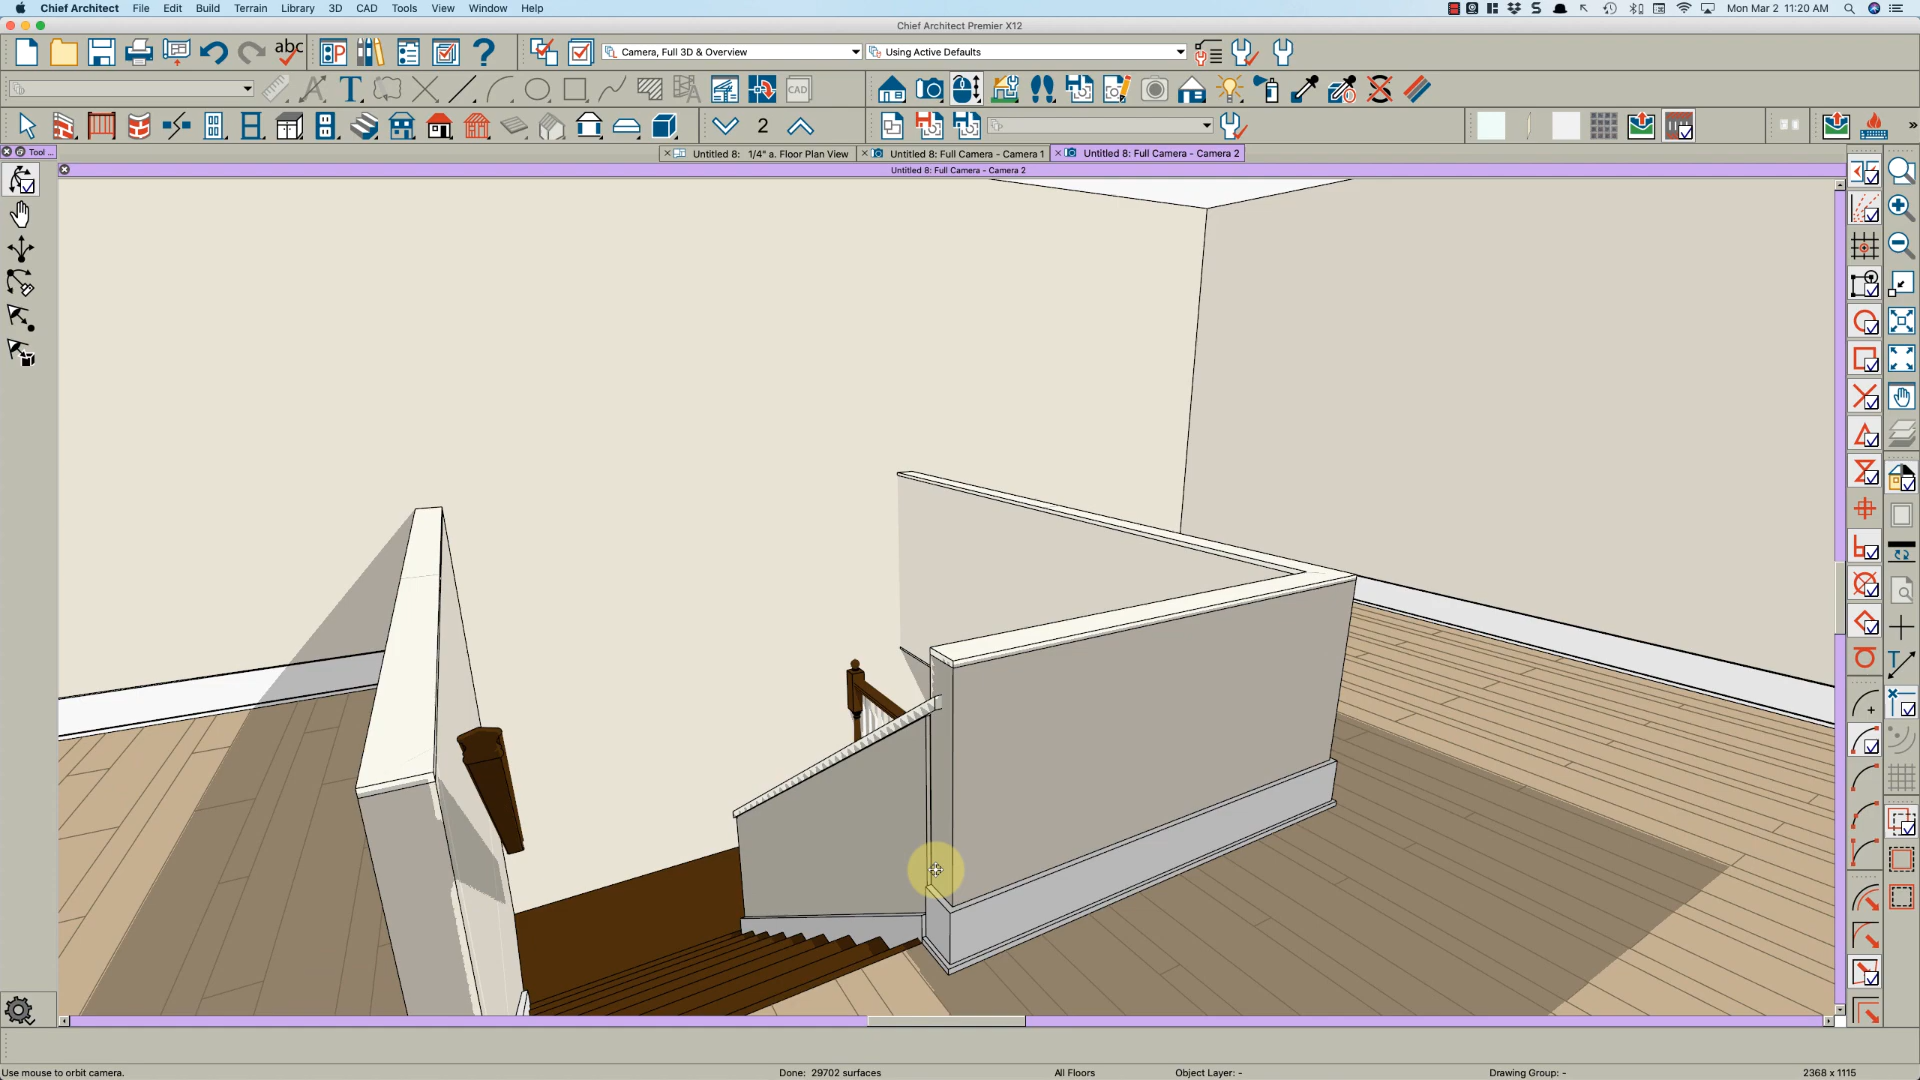 Chief Architect File Edit Build Terrain Library 3D CAD Tools View Window Help
Mon Mar 2 11:20 AM
Chief Architect Premier X12
abc
Camera, Full 3D & Overview
Using Active Defaults
T
CAD
2
Tool ...
Untitled 8: 1/4" a. Floor Plan View
Untitled 8: Full Camera - Camera 1
Untitled 8: Full Camera - Camera 2
Untitled 8: Full Camera - Camera 2
Use mouse to orbit camera.
Done: 29702 surfaces
All Floors
Object Layer: -
Drawing Group: -
2368 x 1115